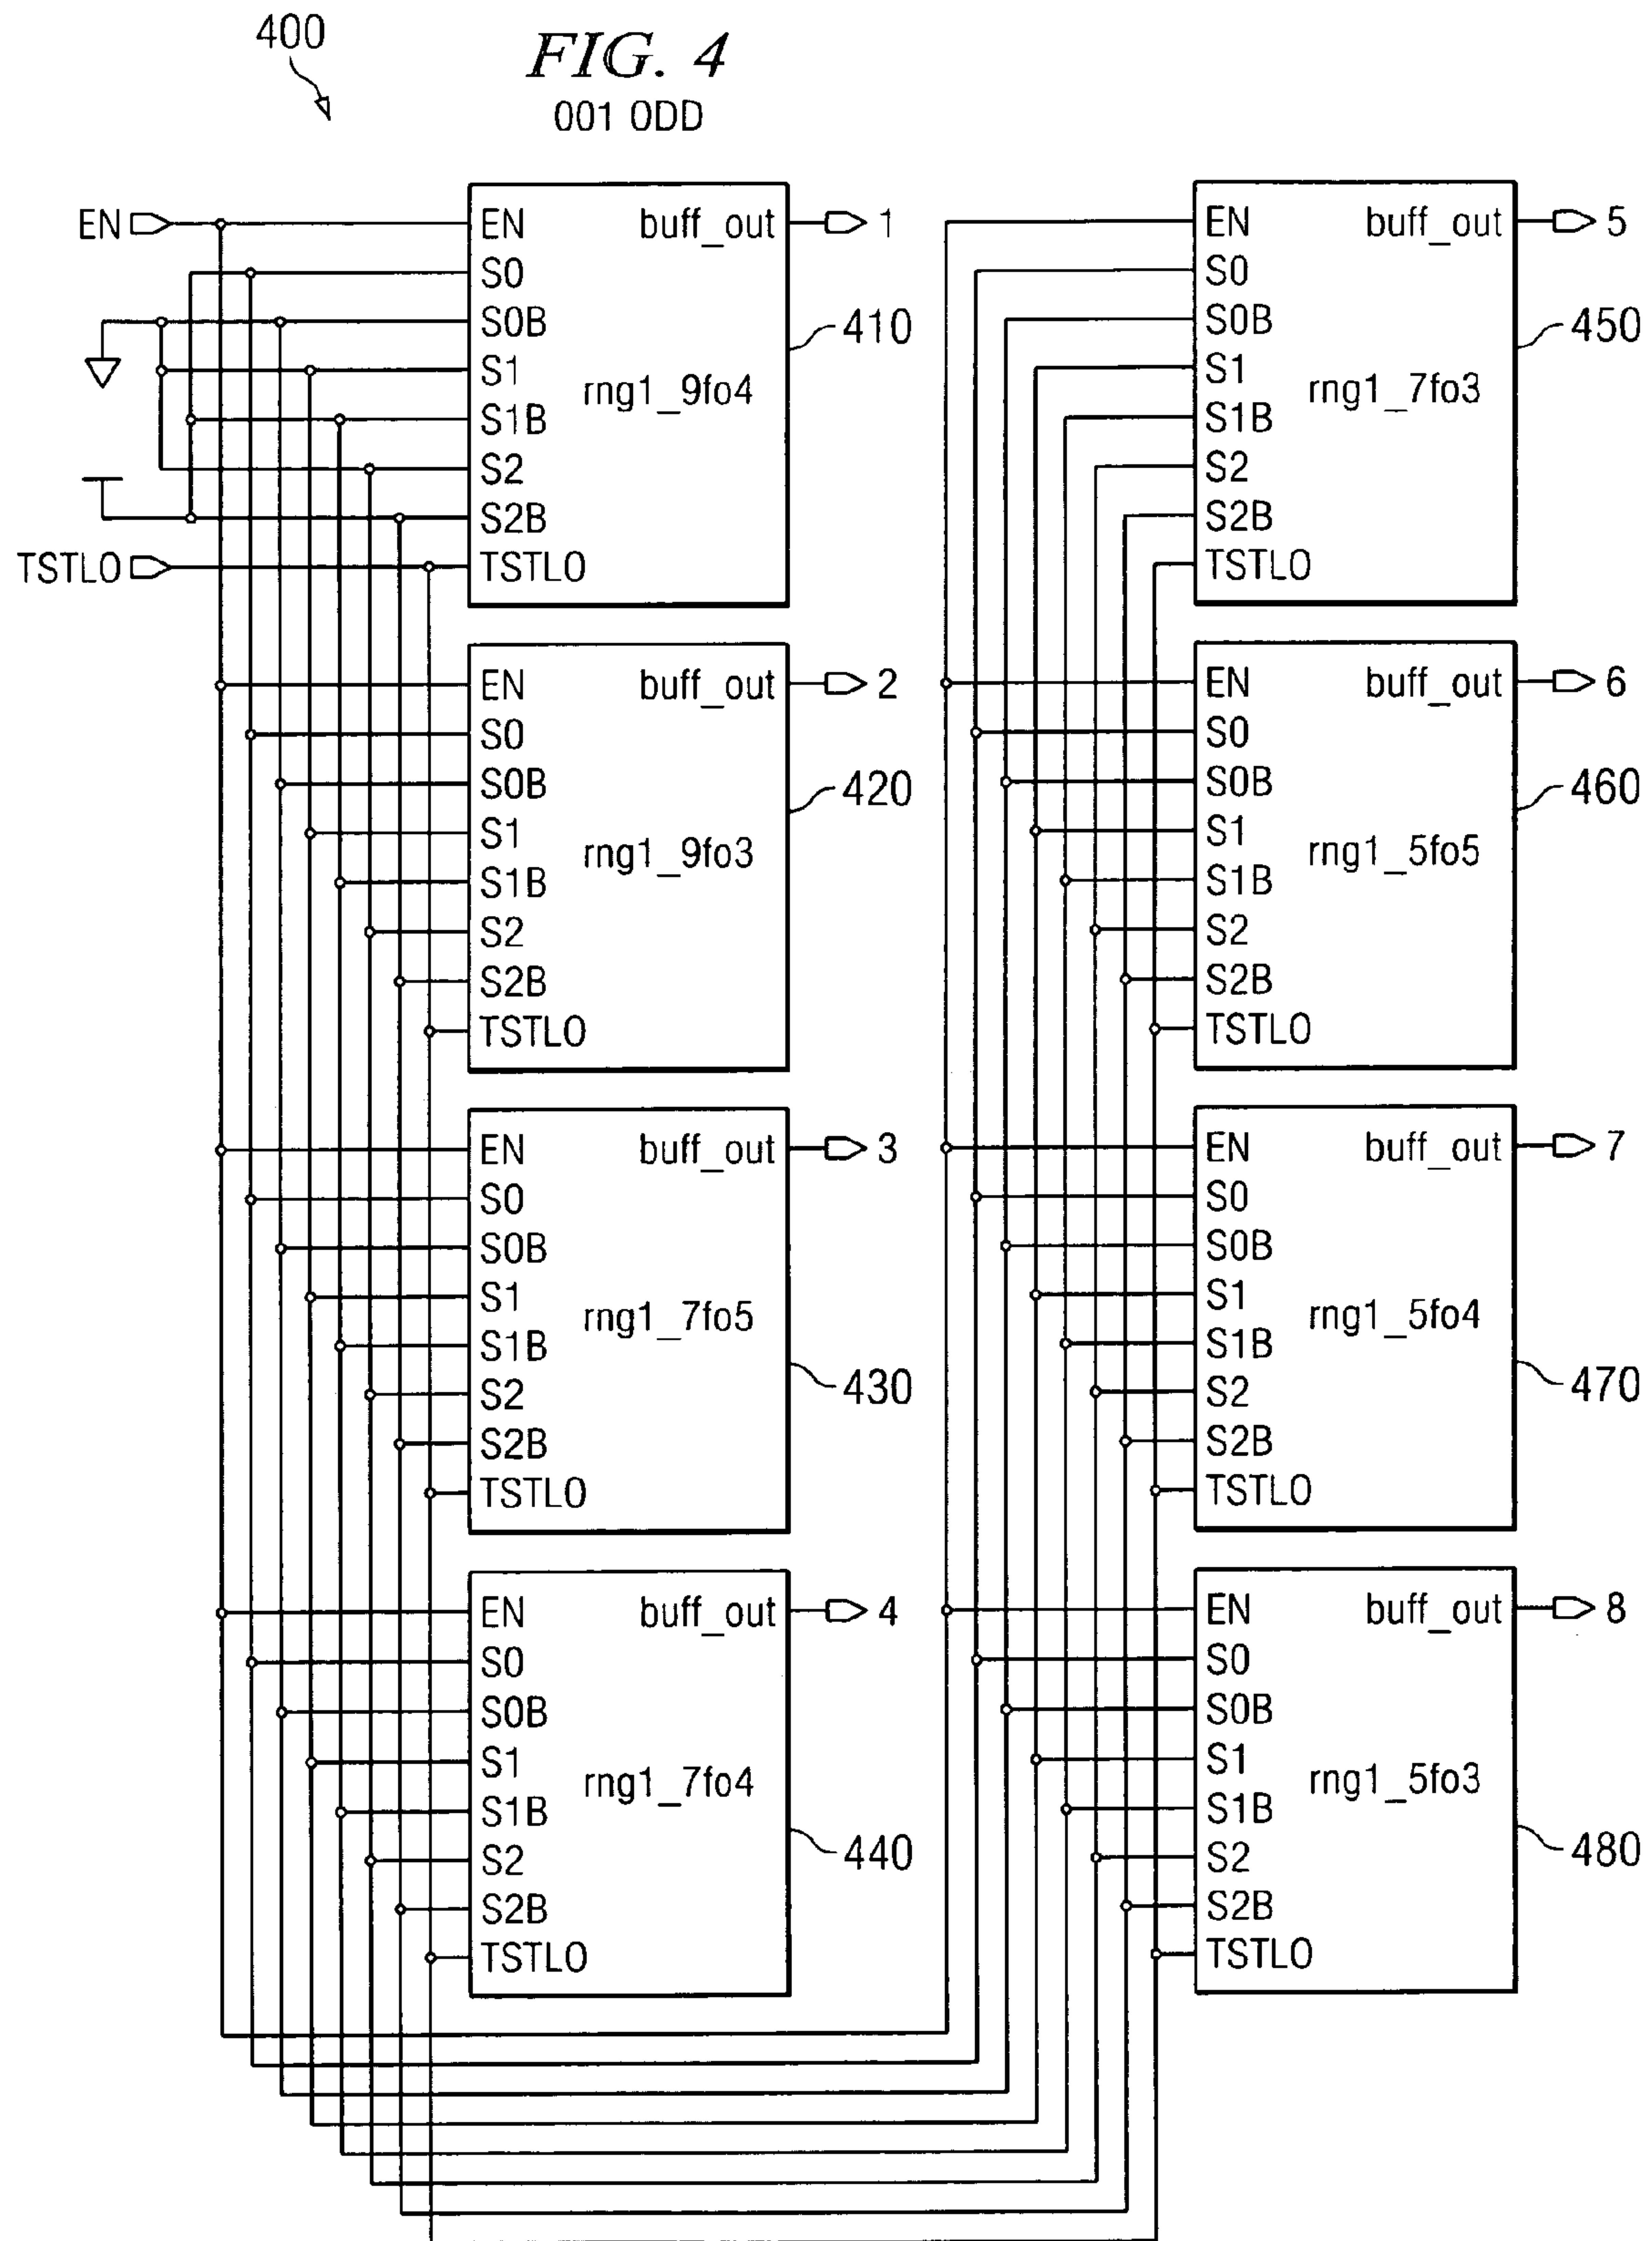 400
FIG. 4
001 ODD
EN
TSTLO
EN buff_out 1
S0
S0B
S1
S1B
S2
S2B
TSTLO
rng1_9fo4
410
EN buff_out 2
S0
S0B
S1
S1B
S2
S2B
TSTLO
rng1_9fo3
420
EN buff_out 3
S0
S0B
S1
S1B
S2
S2B
TSTLO
rng1_7fo5
430
EN buff_out 4
S0
S0B
S1
S1B
S2
S2B
TSTLO
rng1_7fo4
440
EN buff_out 5
S0
S0B
S1
S1B
S2
S2B
TSTLO
rng1_7fo3
450
EN buff_out 6
S0
S0B
S1
S1B
S2
S2B
TSTLO
rng1_5fo5
460
EN buff_out 7
S0
S0B
S1
S1B
S2
S2B
TSTLO
rng1_5fo4
470
EN buff_out 8
S0
S0B
S1
S1B
S2
S2B
TSTLO
rng1_5fo3
480